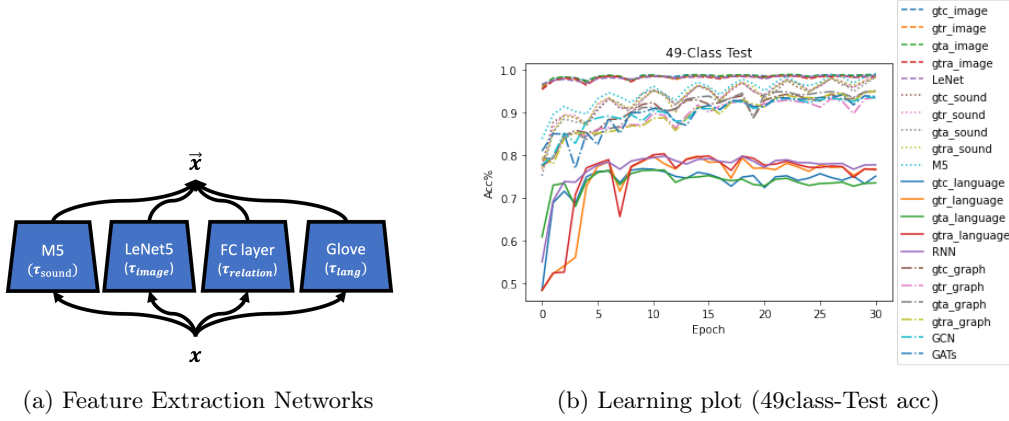 x⃗
M5
(τsound)
LeNet5
(τimage)
FC layer
(τrelation)
Glove
(τlang)
x
(a) Feature Extraction Networks
49-Class Test
Acc%
1.0
0.9
0.8
0.7
0.6
0.5
0
5
10
15
20
25
30
Epoch
gtc_image
gtr_image
gta_image
gtra_image
LeNet
gtc_sound
gtr_sound
gta_sound
gtra_sound
M5
gtc_language
gtr_language
gta_language
gtra_language
RNN
gtc_graph
gtr_graph
gta_graph
gtra_graph
GCN
GATs
(b) Learning plot (49class-Test acc)